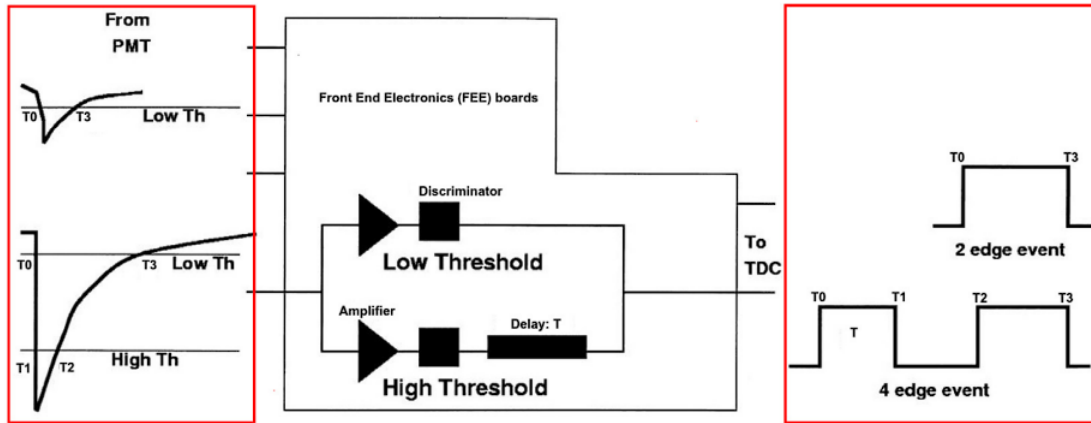 From
PMT
T0
T3
Low Th
T0
T3
Low Th
T1
T2
High Th
Front End Electronics (FEE) boards
Discriminator
Low Threshold
Amplifier
Delay: T
High Threshold
To
TDC
T0
T3
2 edge event
T0
T1
T2
T3
T
4 edge event